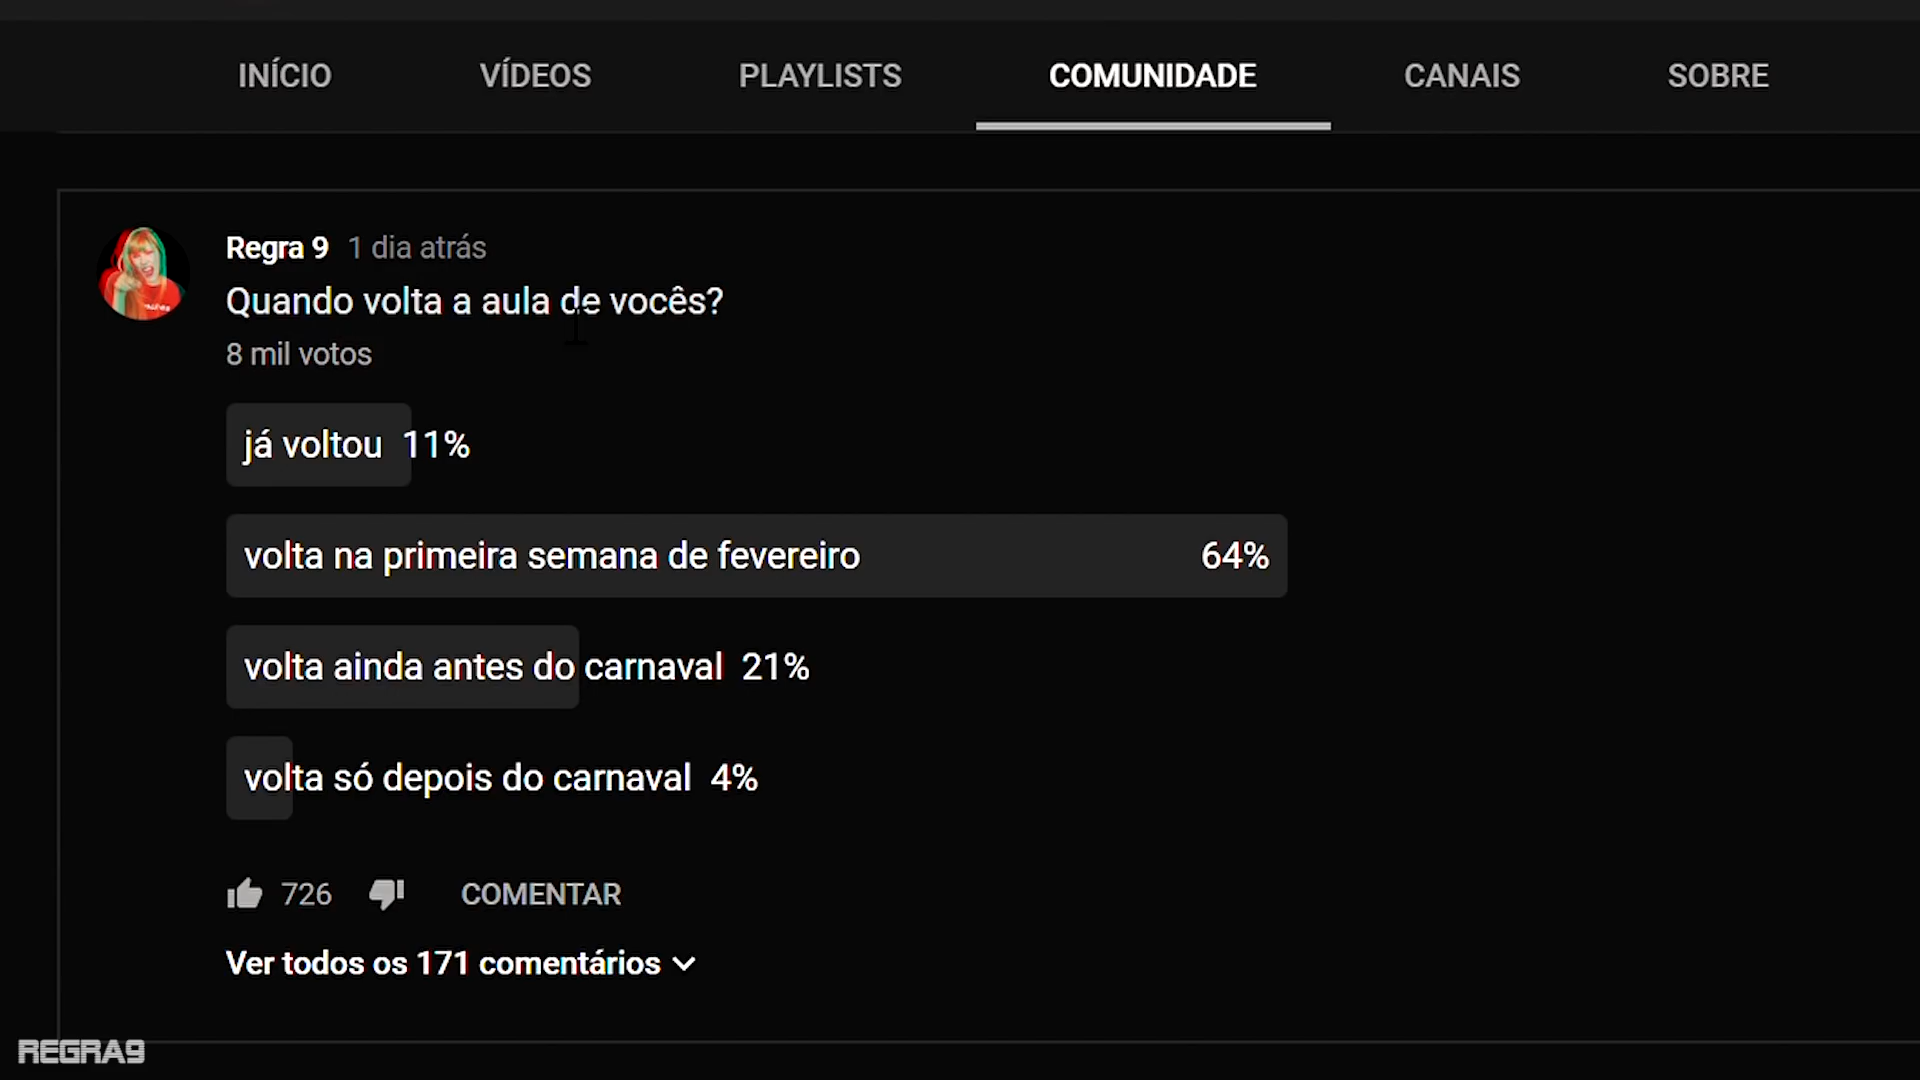 INÍCIO VÍDEOS PLAYLISTS COMUNIDADE CANAIS SOBRE
Regra 9 1 dia atrás
Quando volta a aula de vocês?
8 mil votos
já voltou 11%
volta na primeira semana de fevereiro 64%
volta ainda antes do carnaval 21%
volta só depois do carnaval 4%
726 COMENTAR
Ver todos os 171 comentários
REGRA9